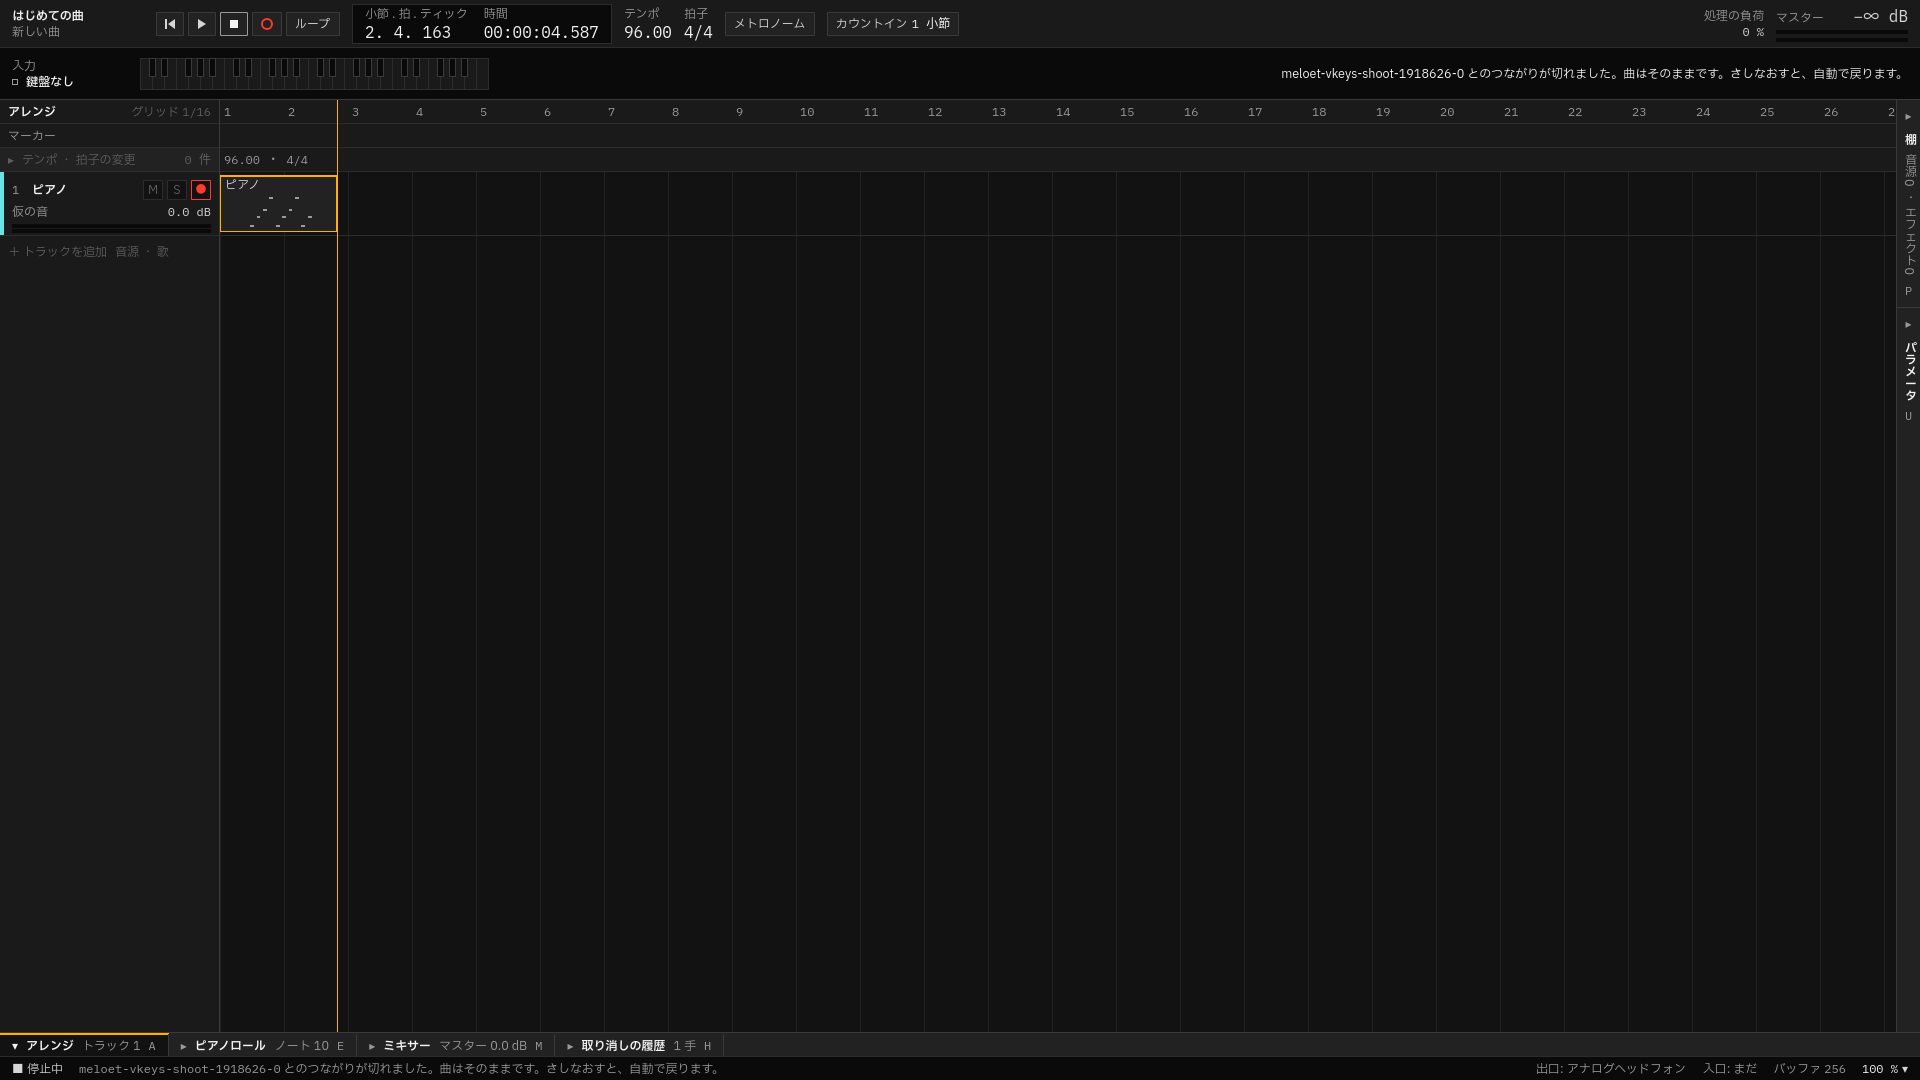 はじめての曲
新しい曲
ループ
小節 . 拍 . ティック 時間
2. 4. 163 00:00:04.587
テンポ 拍子
96.00 4/4
メトロノーム
カウントイン 1 小節
処理の負荷 マスター −∞ dB
0 %
入力
鍵盤なし
meloet-vkeys-shoot-1918626-0 とのつながりが切れました。曲はそのままです。さしなおすと、自動で戻ります。
アレンジ グリッド 1/16
1 2 3 4 5 6 7 8 9 10 11 12 13 14 15 16 17 18 19 20 21 22 23 24 25 26 2
マーカー
▸ テンポ ・ 拍子の変更 0 件
96.00 ・ 4/4
1 ピアノ M S
仮の音 0.0 dB
ピアノ
＋ トラックを追加 音源 ・ 歌
▸ 棚 音源 0 ・ エフェクト 0 P
▸ パラメータ U
▾ アレンジ トラック 1 A
▸ ピアノロール ノート 10 E
▸ ミキサー マスター 0.0 dB M
▸ 取り消しの履歴 1 手 H
■ 停止中 meloet-vkeys-shoot-1918626-0 とのつながりが切れました。曲はそのままです。さしなおすと、自動で戻ります。
出口: アナログヘッドフォン 入口: まだ バッファ 256 100 % ▾